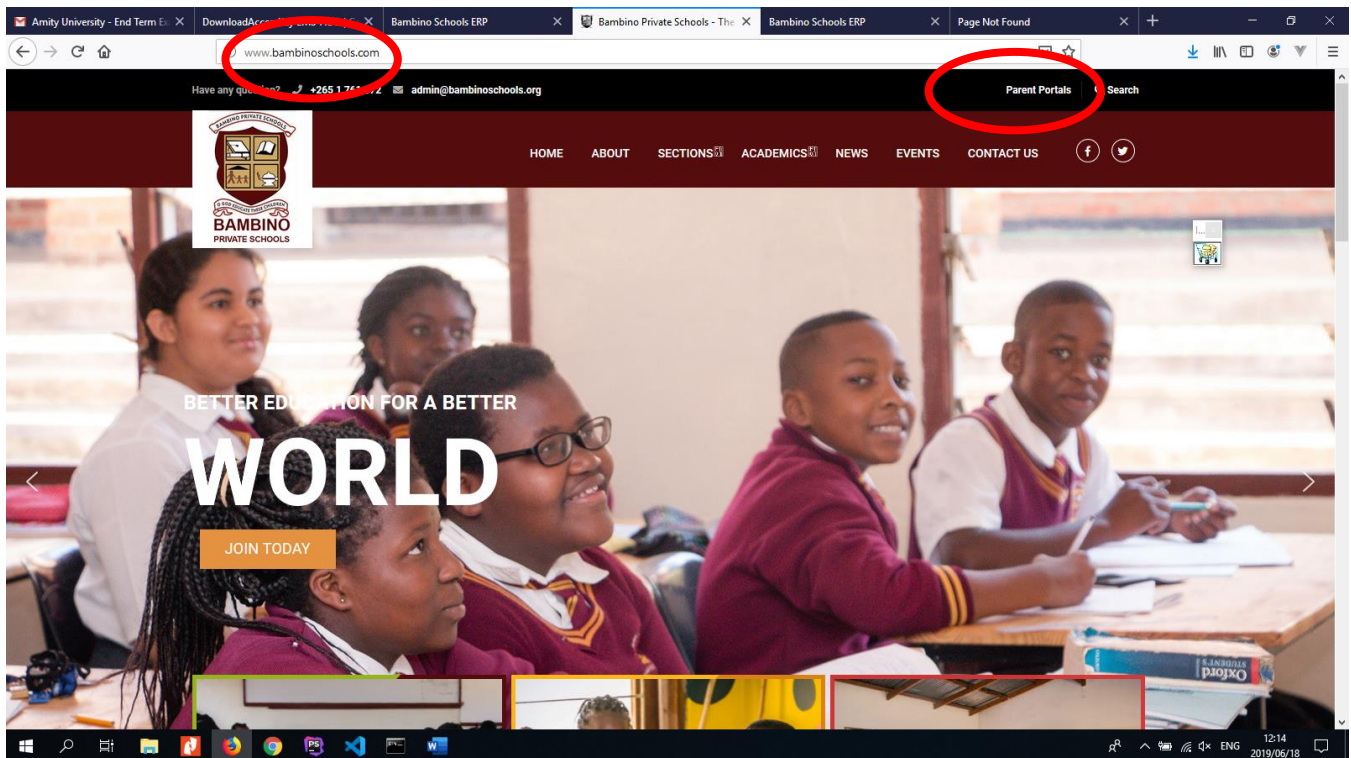 Amity University - End Term Ex
Bambino Schools ERP
Bambino Private Schools - The
Bambino Schools ERP
Page Not Found
www.bambinoschools.com
Have any
+265 1
admin@bambinoschools.org
Parent Portals
Search
HOME
ABOUT
SECTIONS
ACADEMICS
NEWS
EVENTS
CONTACT US
BAMBINO PRIVATE SCHOOLS
BAMBINO
PRIVATE SCHOOLS
BETTER EDUCATION FOR A BETTER
WORLD
JOIN TODAY
Oxford
STUDENT'S
ENG
12:14
2019/06/18